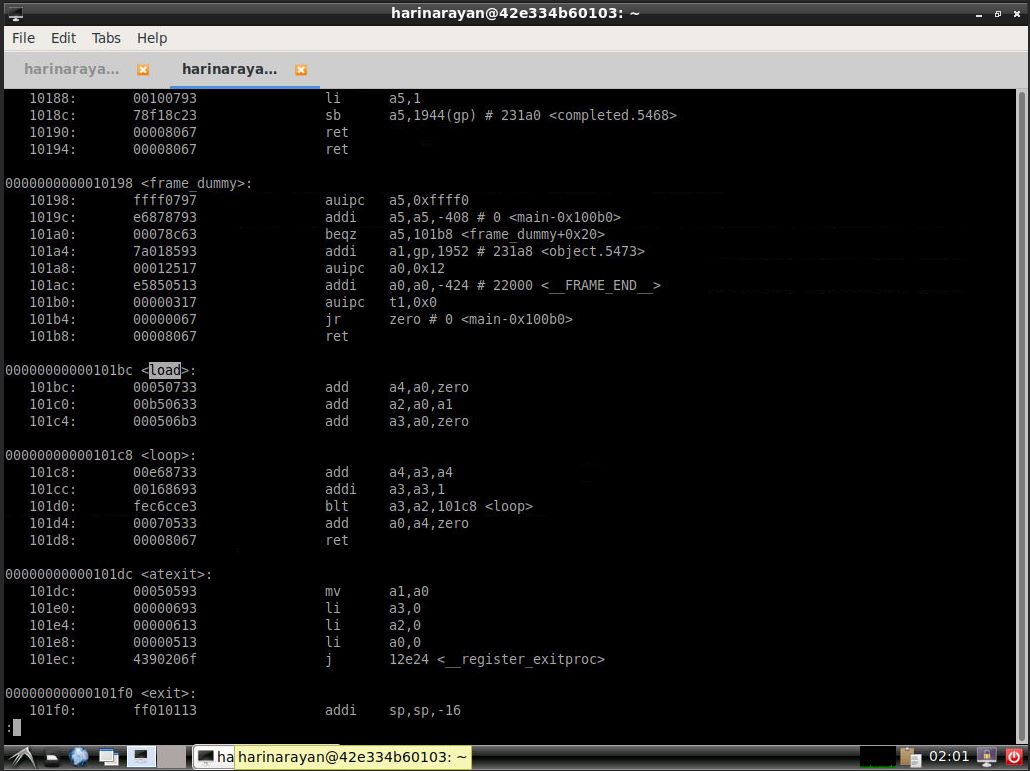 harinarayan@42e334b60103: ~
File Edit Tabs Help
harinaraya... harinaraya...
10188: 00100793 li a5,1
1018c: 78f18c23 sb a5,1944(gp) # 231a0 <completed.5468>
10190: 00008067 ret
10194: 00008067 ret
0000000000010198 <frame_dummy>:
10198: ffff0797 auipc a5,0xffff0
1019c: e6878793 addi a5,a5,-408 # 0 <main-0x100b0>
101a0: 00078c63 beqz a5,101b8 <frame_dummy+0x20>
101a4: 7a018593 addi a1,gp,1952 # 231a8 <object.5473>
101a8: 00012517 auipc a0,0x12
101ac: e5850513 addi a0,a0,-424 # 22000 <__FRAME_END__>
101b0: 00000317 auipc t1,0x0
101b4: 00000067 jr zero # 0 <main-0x100b0>
101b8: 00008067 ret
00000000000101bc <load>:
101bc: 00050733 add a4,a0,zero
101c0: 00b50633 add a2,a0,a1
101c4: 000506b3 add a3,a0,zero
00000000000101c8 <loop>:
101c8: 00e68733 add a4,a3,a4
101cc: 00168693 addi a3,a3,1
101d0: fec6cce3 blt a3,a2,101c8 <loop>
101d4: 00070533 add a0,a4,zero
101d8: 00008067 ret
00000000000101dc <atexit>:
101dc: 00050593 mv a1,a0
101e0: 00000693 li a3,0
101e4: 00000613 li a2,0
101e8: 00000513 li a0,0
101ec: 4390206f j 12e24 <__register_exitproc>
00000000000101f0 <exit>:
101f0: ff010113 addi sp,sp,-16
:
ha harinarayan@42e334b60103: ~ 02:01